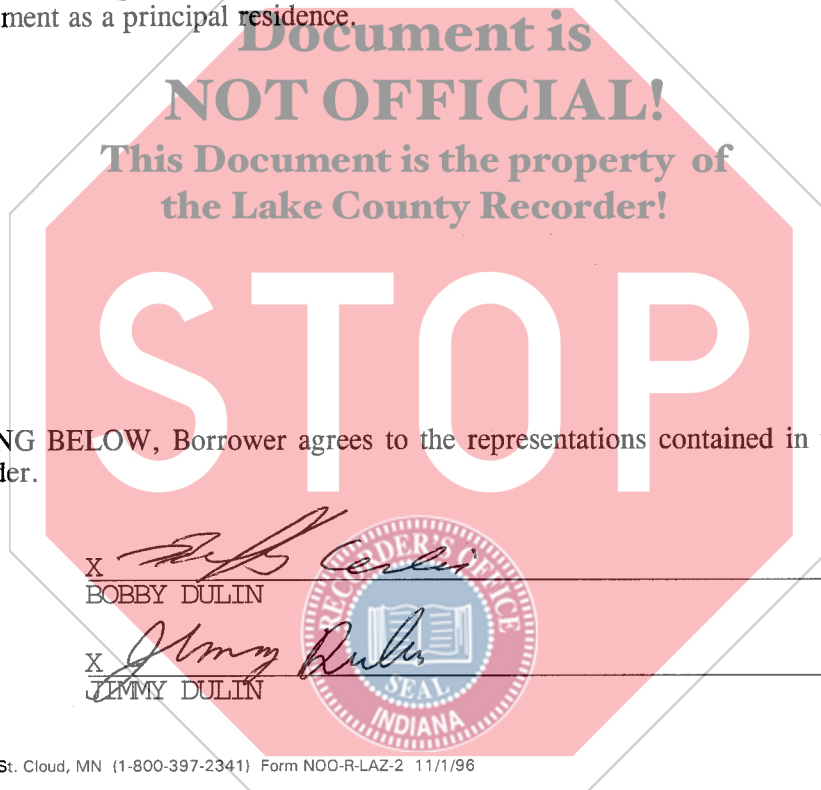 ment as a principal residence.
Document is
NOT OFFICIAL!
This Document is the property of
the Lake County Recorder!
STOP
NG BELOW, Borrower agrees to the representations contained in
der.
X
BOBBY DULIN
X Jimmy Dulin
JIMMY DULIN
RECORDER'S OFFICE
SEAL
INDIANA
St. Cloud, MN (1-800-397-2341) Form NOO-R-LAZ-2 11/1/96